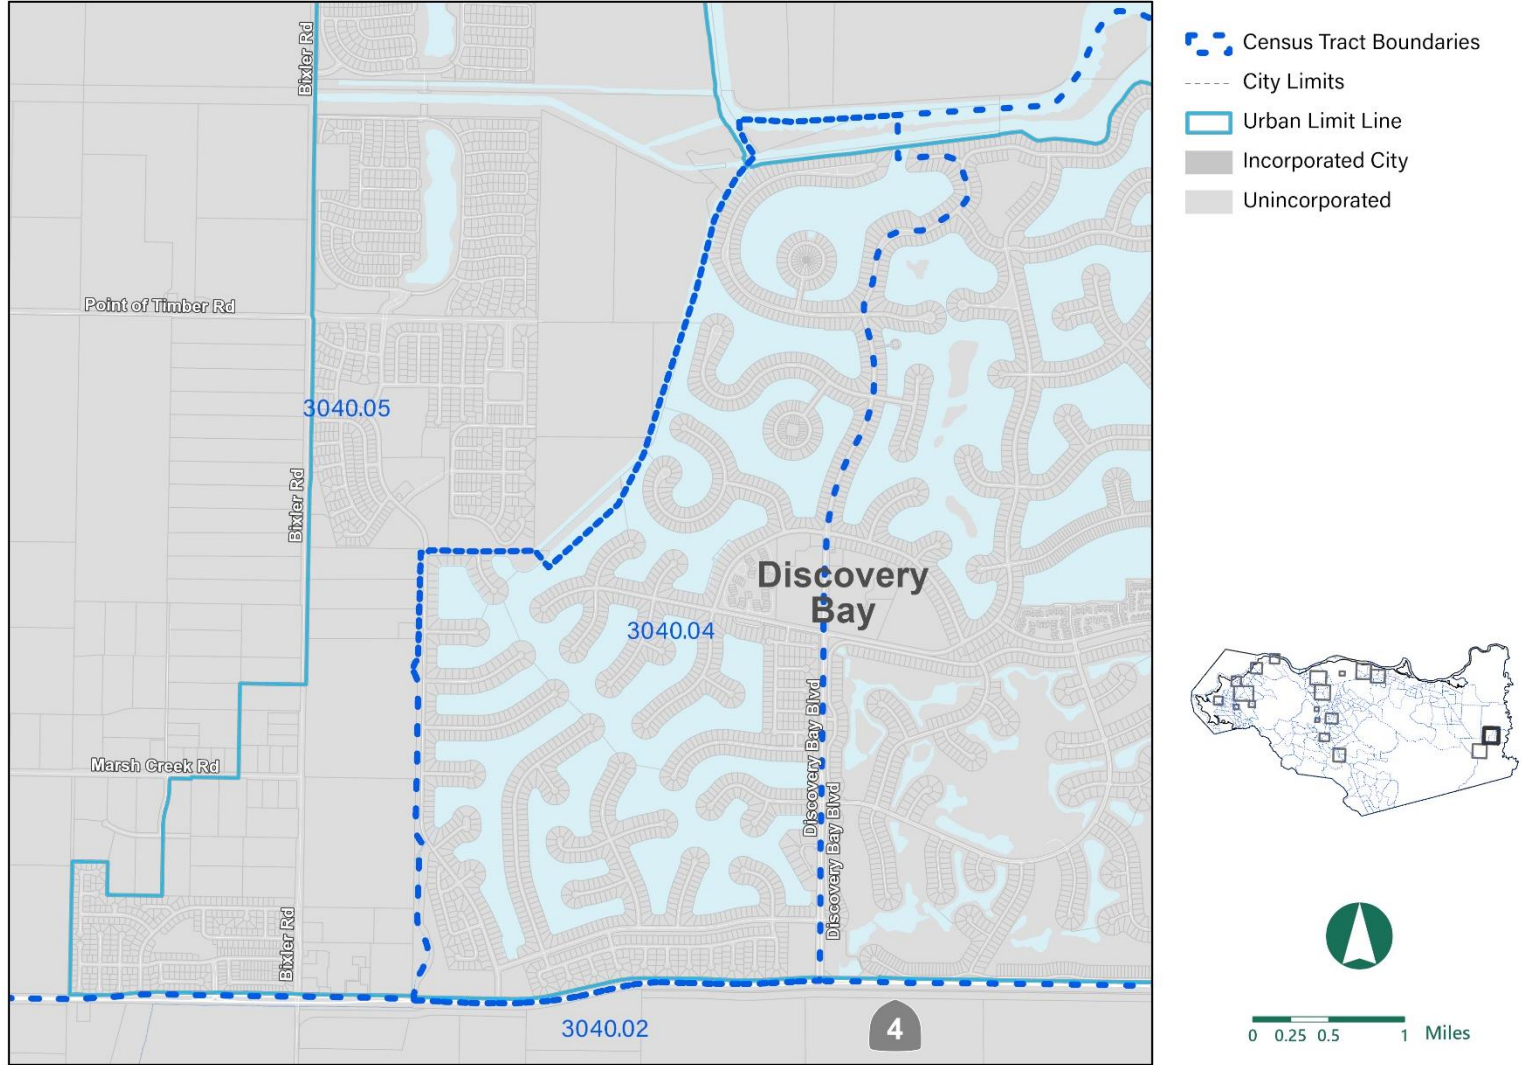 Bixler Rd
Point of Timber Rd
3040.05
Bixler Rd
Discovery
Bay
3040.04
Marsh Creek Rd
Discovery Bay Blvd
Discovery Bay Blvd
Bixler Rd
3040.02
4
Census Tract Boundaries
City Limits
Urban Limit Line
Incorporated City
Unincorporated
0 0.25 0.5 1 Miles